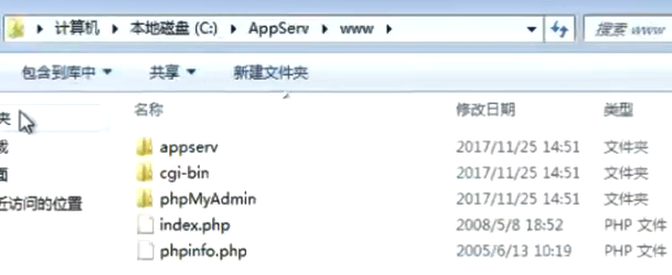 计算机 本地磁盘 (C:) AppServ www 搜索 www
包含到库中 共享 新建文件夹
名称 修改日期 类型
夹
appserv 2017/11/25 14:51 文件夹
载
cgi-bin 2017/11/25 14:51 文件夹
面
phpMyAdmin 2017/11/25 14:51 文件夹
近访问的位置
index.php 2008/5/8 18:52 PHP 文件
phpinfo.php 2005/6/13 10:19 PHP 文件